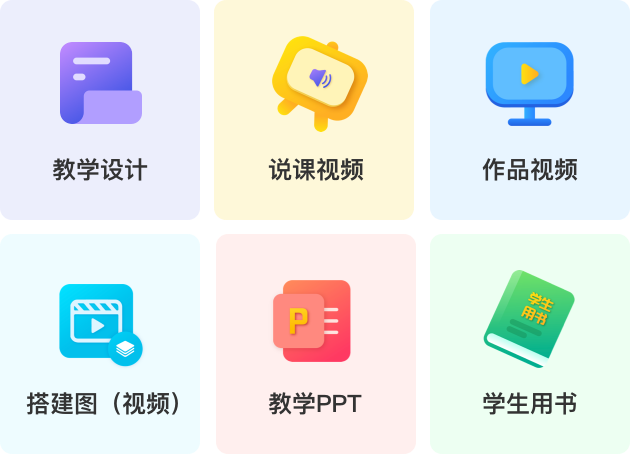 教学设计
说课视频
作品视频
搭建图（视频）
P
教学PPT
学生
用书
学生用书